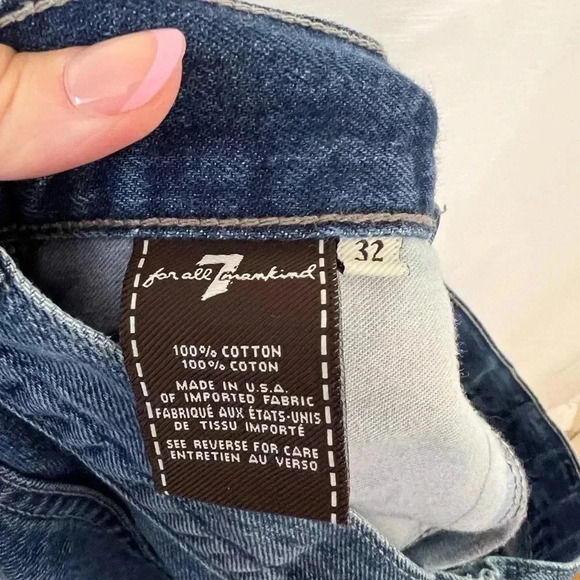 for all 7 mankind
32
100% COTTON
100% COTON
MADE IN U.S.A.
OF IMPORTED FABRIC
FABRIQUÉ AUX ÉTATS-UNIS
DE TISSU IMPORTÉ
SEE REVERSE FOR CARE
ENTRETIEN AU VERSO